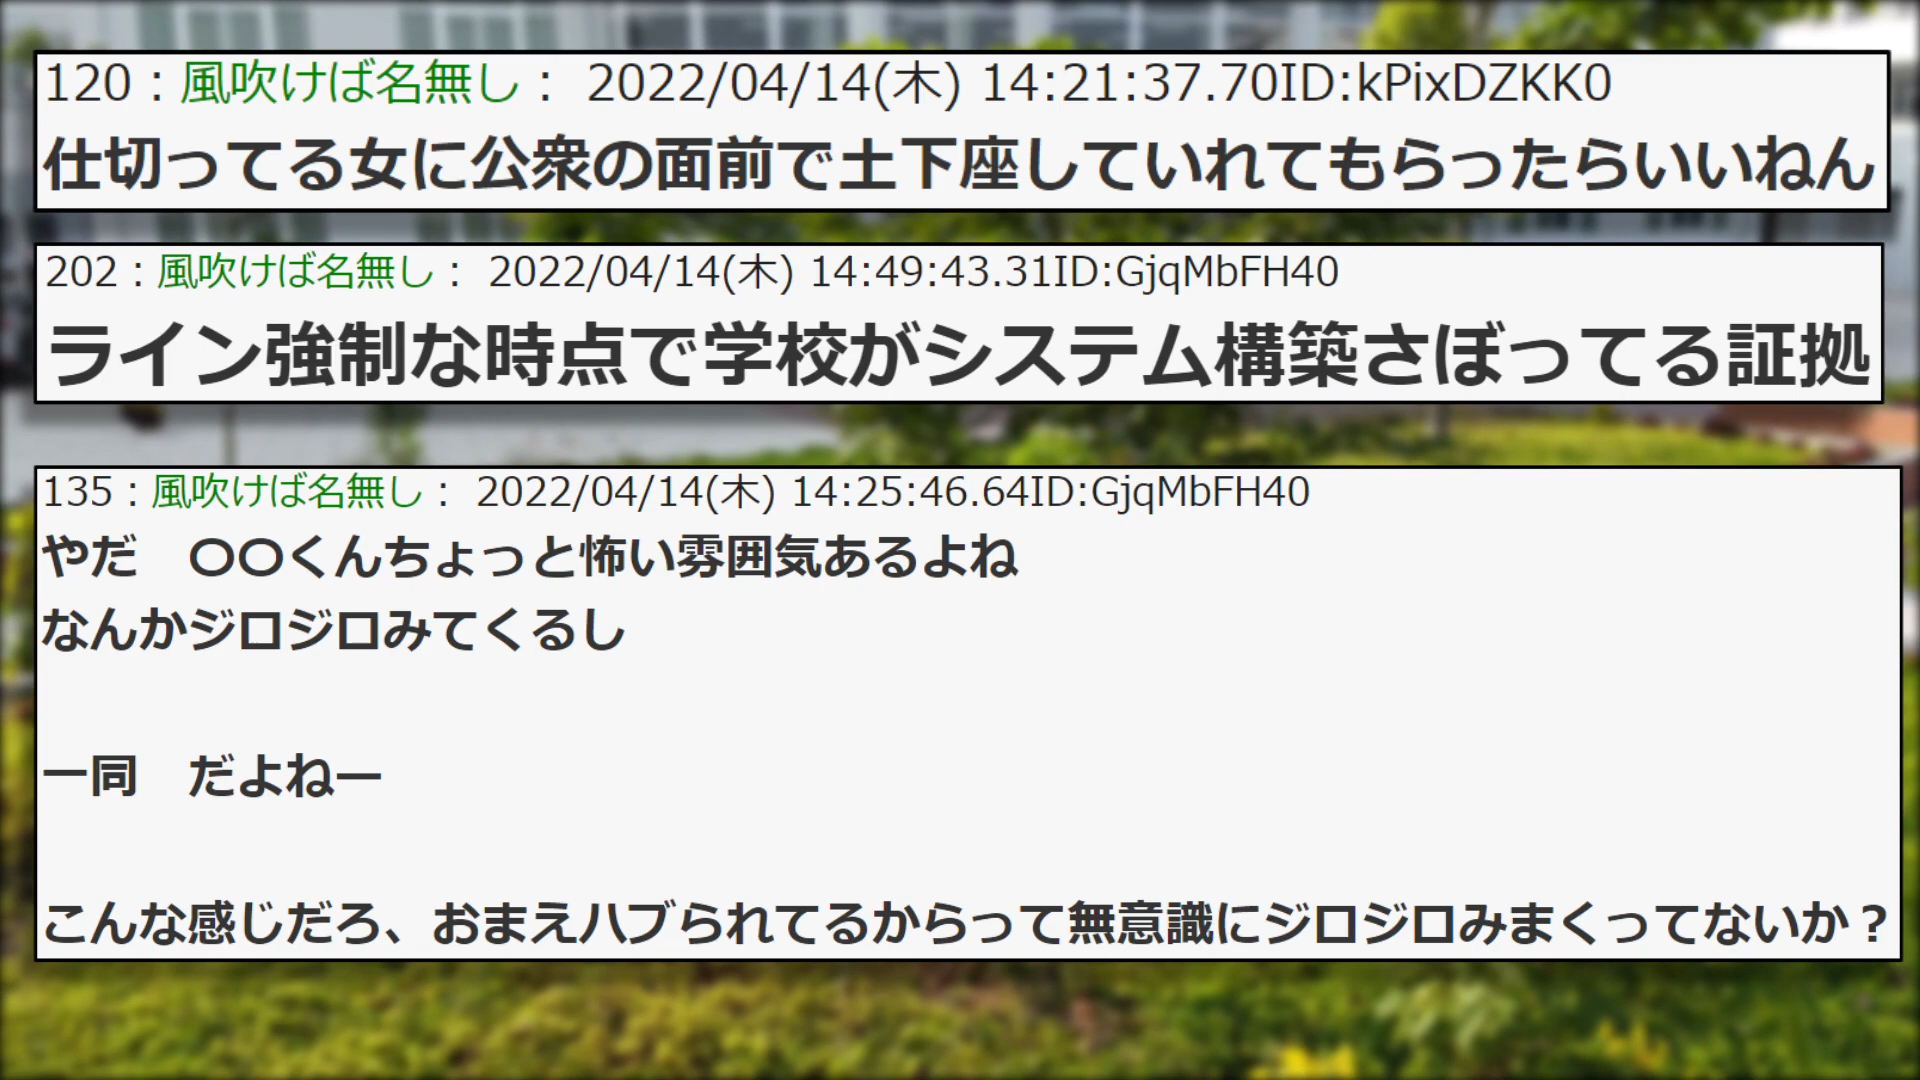 120：風吹けば名無し： 2022/04/14(木) 14:21:37.70ID:kPixDZKK0
仕切ってる女に公衆の面前で土下座していれてもらったらいいねん
202：風吹けば名無し： 2022/04/14(木) 14:49:43.31ID:GjqMbFH40
ライン強制な時点で学校がシステム構築さぼってる証拠
135：風吹けば名無し： 2022/04/14(木) 14:25:46.64ID:GjqMbFH40
やだ　〇〇くんちょっと怖い雰囲気あるよね
なんかジロジロみてくるし
一同　だよねー
こんな感じだろ、おまえハブられてるからって無意識にジロジロみまくってないか？